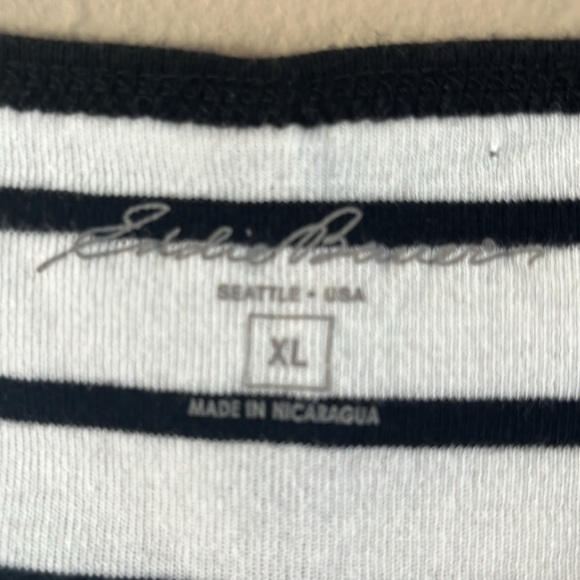 Eddie Bauer
SEATTLE • USA
XL
MADE IN NICARAGUA